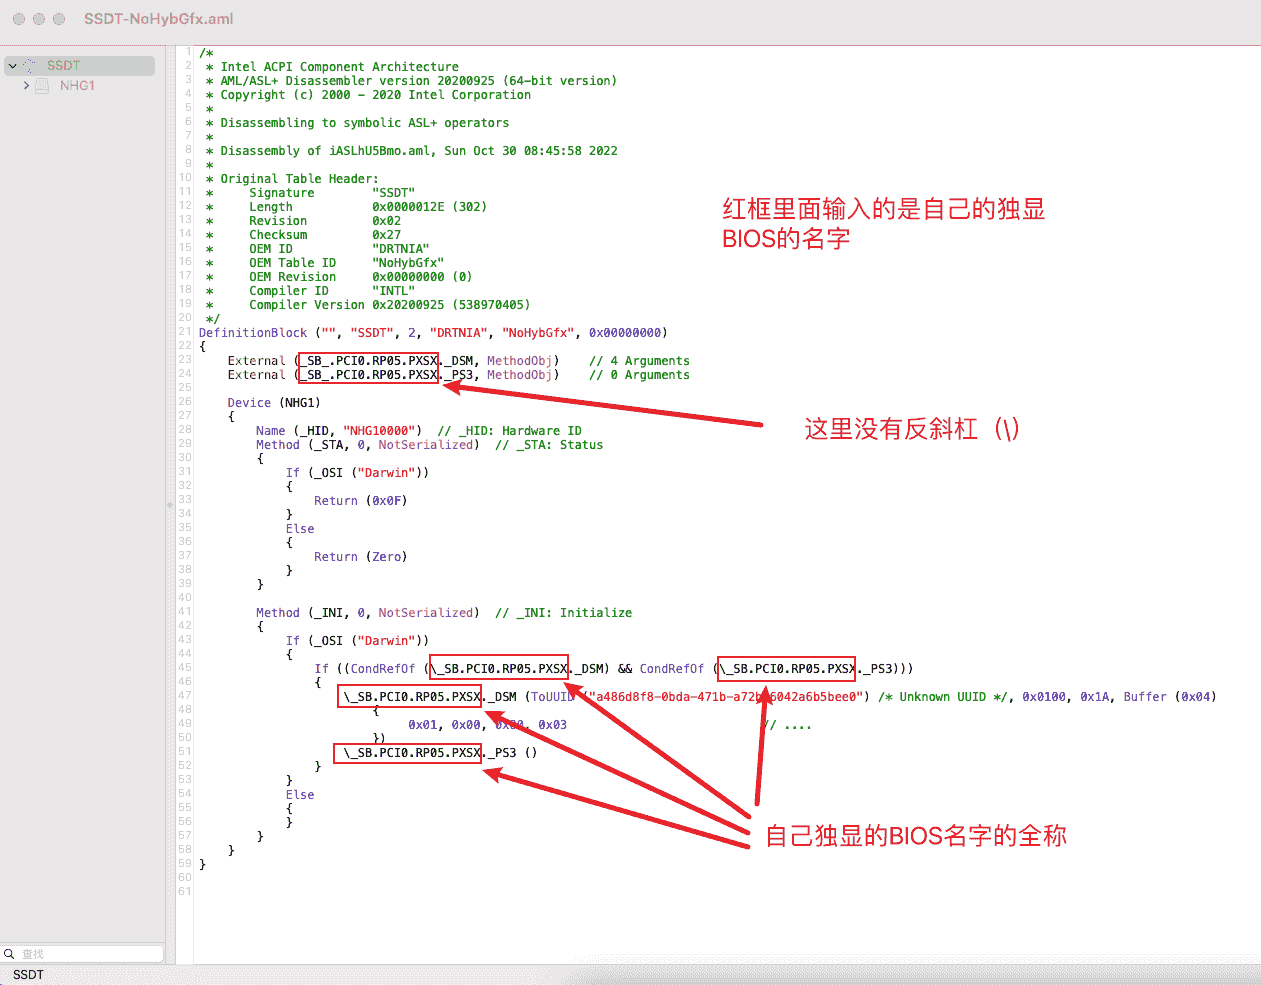 SSDT-NoHybGfx.aml
SSDT
NHG1
1 /*
2  * Intel ACPI Component Architecture
3  * AML/ASL+ Disassembler version 20200925 (64-bit version)
4  * Copyright (c) 2000 - 2020 Intel Corporation
5  *
6  * Disassembling to symbolic ASL+ operators
7  *
8  * Disassembly of iASLhU5Bmo.aml, Sun Oct 30 08:45:58 2022
9  *
10  * Original Table Header:
11  *     Signature        "SSDT"
12  *     Length           0x0000012E (302)
13  *     Revision         0x02
14  *     Checksum         0x27
15  *     OEM ID           "DRTNIA"
16  *     OEM Table ID     "NoHybGfx"
17  *     OEM Revision     0x00000000 (0)
18  *     Compiler ID      "INTL"
19  *     Compiler Version 0x20200925 (538970405)
20  */
红框里面输入的是自己的独显
BIOS的名字
21 DefinitionBlock ("", "SSDT", 2, "DRTNIA", "NoHybGfx", 0x00000000)
22 {
23     External (_SB_.PCI0.RP05.PXSX._DSM, MethodObj)    // 4 Arguments
24     External (_SB_.PCI0.RP05.PXSX._PS3, MethodObj)    // 0 Arguments
25
26     Device (NHG1)
27     {
这里没有反斜杠（\）
28         Name (_HID, "NHG10000")  // _HID: Hardware ID
29         Method (_STA, 0, NotSerialized)  // _STA: Status
30         {
31             If (_OSI ("Darwin"))
32             {
33                 Return (0x0F)
34             }
35             Else
36             {
37                 Return (Zero)
38             }
39         }
40
41         Method (_INI, 0, NotSerialized)  // _INI: Initialize
42         {
43             If (_OSI ("Darwin"))
44             {
45                 If ((CondRefOf (\_SB.PCI0.RP05.PXSX._DSM) && CondRefOf (\_SB.PCI0.RP05.PXSX._PS3)))
46                 {
47                     \_SB.PCI0.RP05.PXSX._DSM (ToUUID ("a486d8f8-0bda-471b-a72b-6042a6b5bee0") /* Unknown UUID */, 0x0100, 0x1A, Buffer (0x04)
48                         {
49                             0x01, 0x00, 0x00, 0x03                           // ....
50                         })
51                     \_SB.PCI0.RP05.PXSX._PS3 ()
52                 }
53             }
54             Else
55             {
56             }
57         }
58     }
59 }
60
61
自己独显的BIOS名字的全称
查找
SSDT